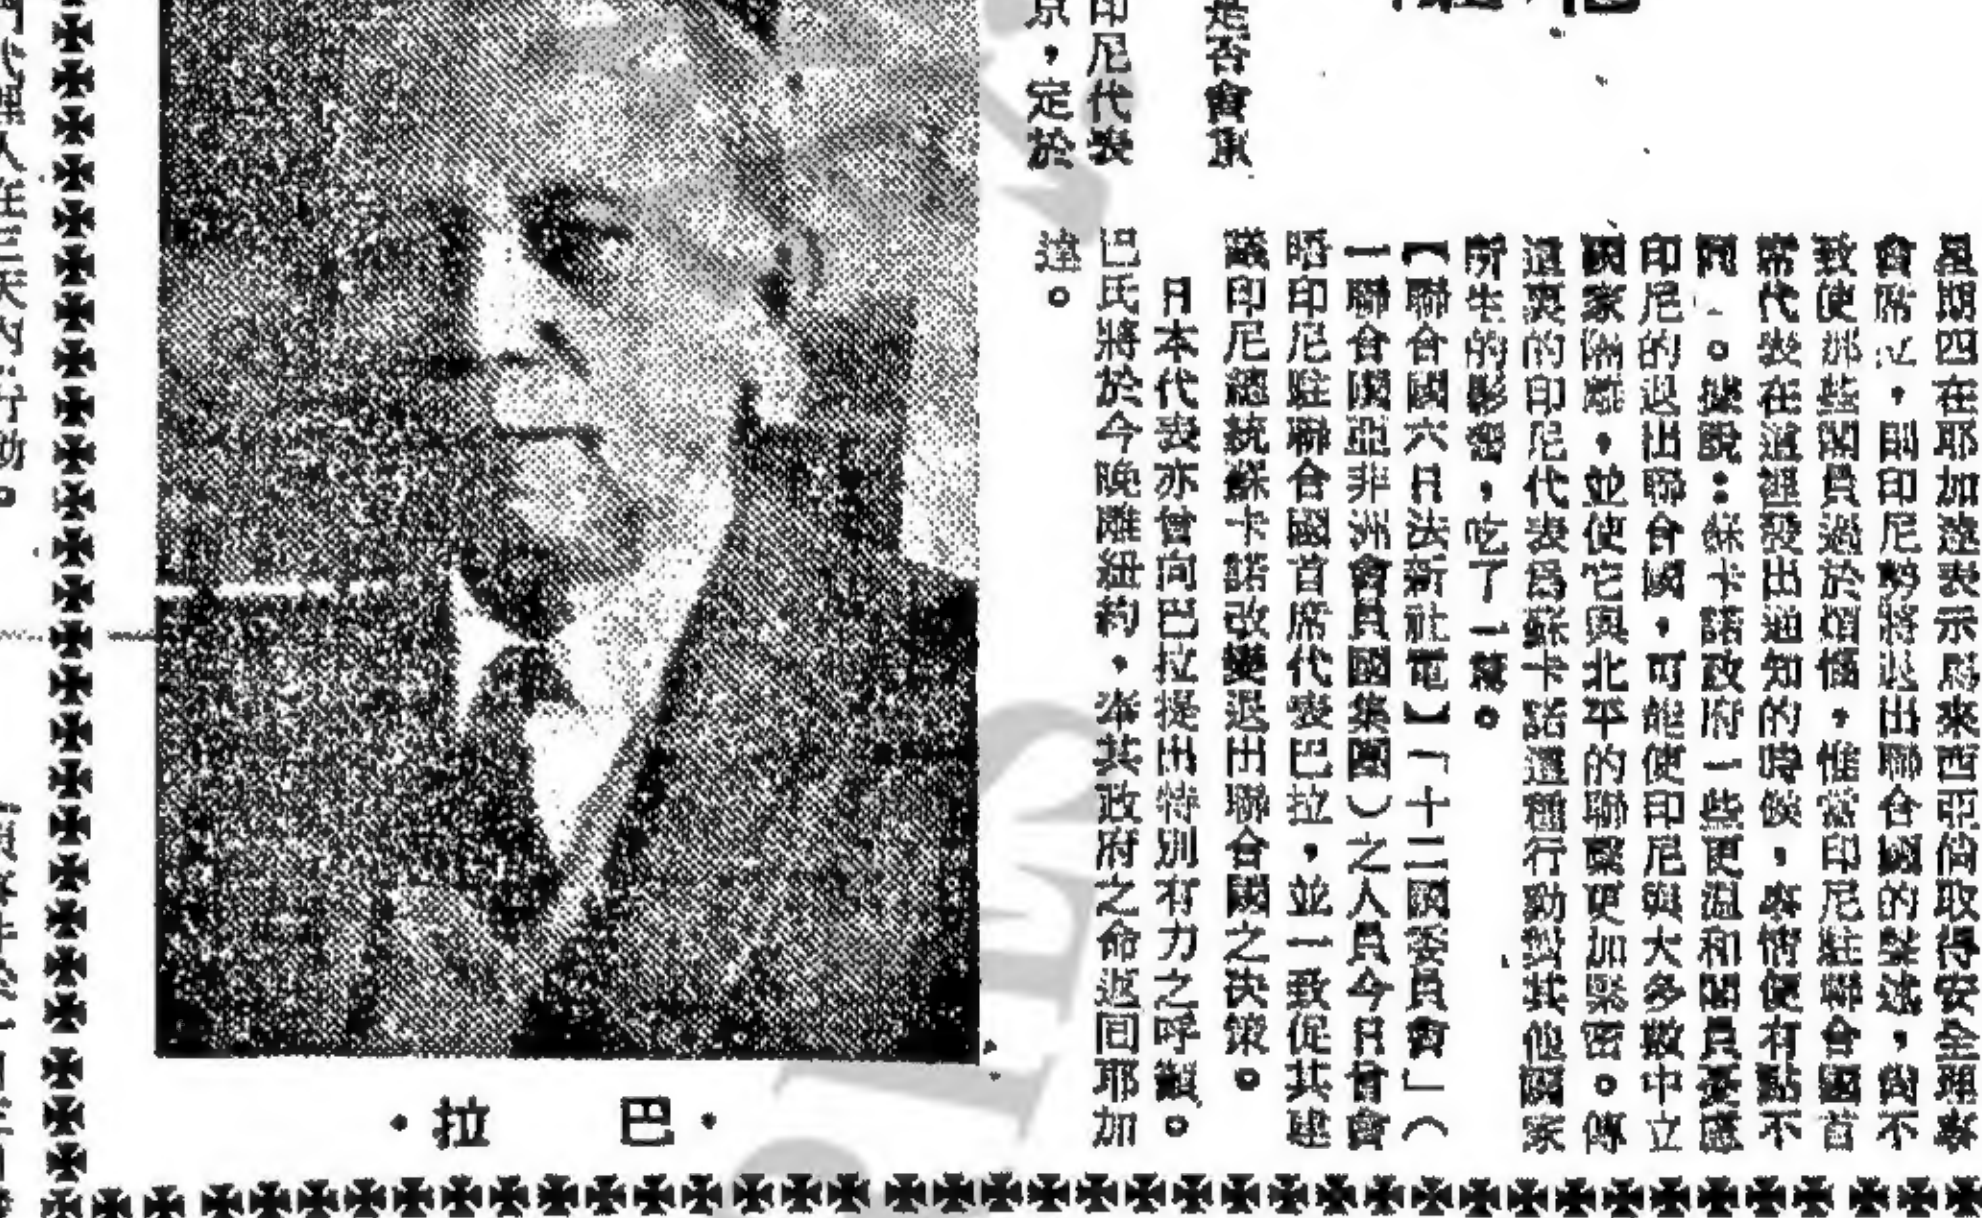 是否會承
印尼代表
京，定於
星期四在耶加達表示馬來西亞倘取得安全理事
會席位，則印尼勢將退出聯合國的聲述，尙不
致使那些閣員過於煩惱。惟當印尼駐聯合國首
席代表在這裡發出通知的時候，事情便有點不
同。據說：蘇卡諾政府一些更溫和閣員憂慮
印尼的退出聯合國，可能使印尼與大多數中立
國家隔離，並使它與北平的聯繫更加緊密。傳
這裏的印尼代表爲蘇卡諾這種行動對其他國家
所生的影響，吃了一驚。
【聯合國六日法新社電】「十二國委員會」（
一聯合國亞非洲會員國集團）之人員今日曾會
晤印尼駐聯合國首席代表巴拉，並一致促其建
議印尼總統蘇卡諾改變退出聯合國之決策。
日本代表亦曾向巴拉提出特別有力之呼籲。
巴氏將於今晚離紐約，奉其政府之命返回耶加
達。
・巴 拉・